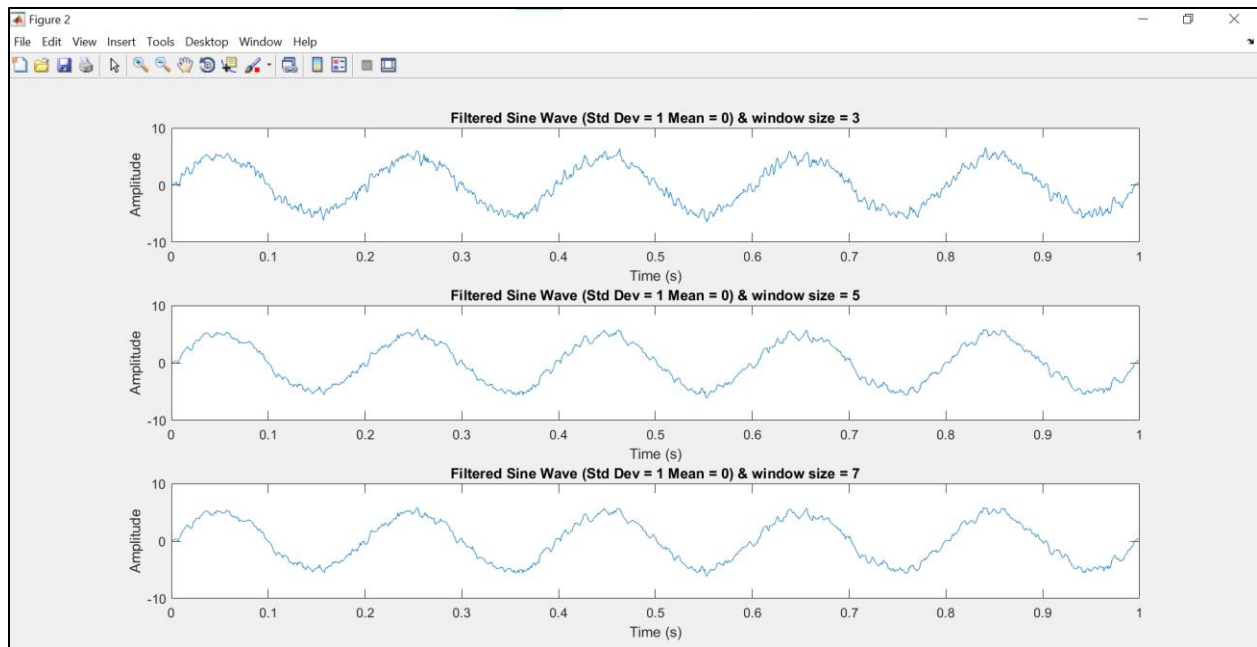 Figure 2
File Edit View Insert Tools Desktop Window Help
Filtered Sine Wave (Std Dev = 1 Mean = 0) & window size = 3
10
0
-10
Amplitude
0 0.1 0.2 0.3 0.4 0.5 0.6 0.7 0.8 0.9 1
Time (s)
Filtered Sine Wave (Std Dev = 1 Mean = 0) & window size = 5
10
0
-10
Amplitude
0 0.1 0.2 0.3 0.4 0.5 0.6 0.7 0.8 0.9 1
Time (s)
Filtered Sine Wave (Std Dev = 1 Mean = 0) & window size = 7
10
0
-10
Amplitude
0 0.1 0.2 0.3 0.4 0.5 0.6 0.7 0.8 0.9 1
Time (s)